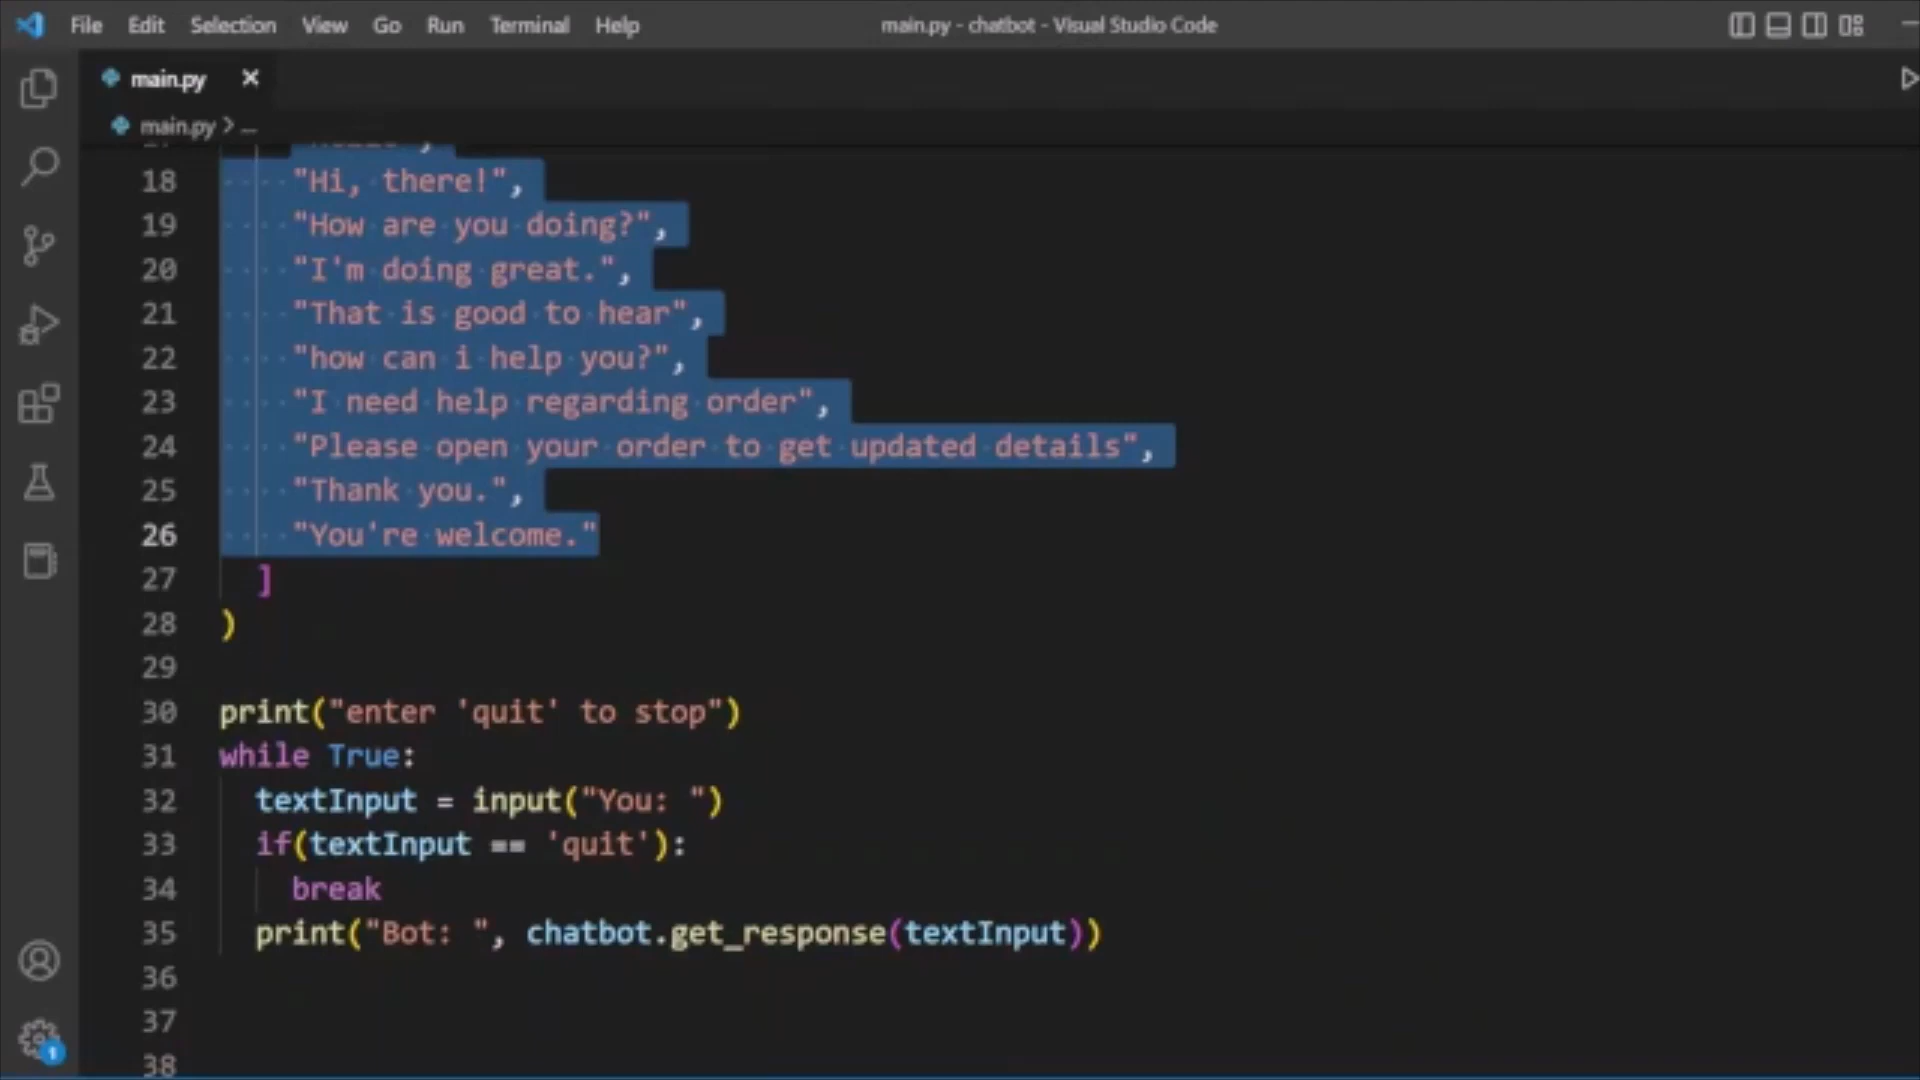 File Edit Selection View Go Run Terminal Help main.py - chatbot - Visual Studio Code
main.py
main.py > ...
18 "Hi, there!",
19 "How are you doing?",
20 "I'm doing great.",
21 "That is good to hear",
22 "how can i help you?",
23 "I need help regarding order",
24 "Please open your order to get updated details",
25 "Thank you.",
26 "You're welcome."
27 ]
28 )
29
30 print("enter 'quit' to stop")
31 while True:
32 textInput = input("You: ")
33 if(textInput == 'quit'):
34 break
35 print("Bot: ", chatbot.get_response(textInput))
36
37
38
1